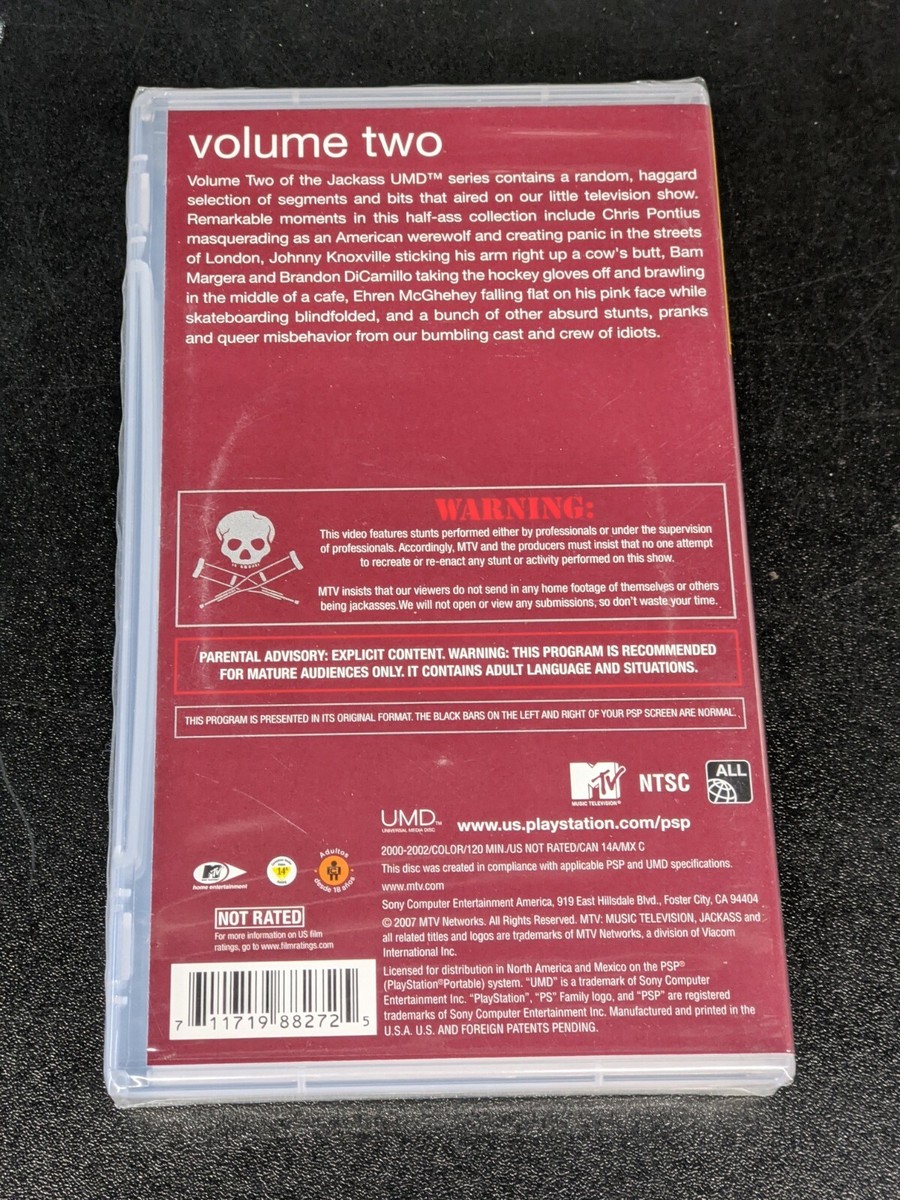 volume two
Volume Two of the Jackass UMD™ series contains a random, haggard
selection of segments and bits that aired on our little television show.
Remarkable moments in this half-ass collection include Chris Pontius
masquerading as an American werewolf and creating panic in the streets
of London, Johnny Knoxville sticking his arm right up a cow's butt, Bam
Margera and Brandon DiCamillo taking the hockey gloves off and brawling
in the middle of a cafe, Ehren McGhehey falling flat on his pink face while
skateboarding blindfolded, and a bunch of other absurd stunts, pranks
and queer misbehavior from our bumbling cast and crew of idiots.
WARNING:
This video features stunts performed either by professionals or under the supervision
of professionals. Accordingly, MTV and the producers must insist that no one attempt
to recreate or re-enact any stunt or activity performed on this show.
MTV insists that our viewers do not send in any home footage of themselves or others
being jackasses.We will not open or view any submissions, so don't waste your time.
PARENTAL ADVISORY: EXPLICIT CONTENT. WARNING: THIS PROGRAM IS RECOMMENDED
FOR MATURE AUDIENCES ONLY. IT CONTAINS ADULT LANGUAGE AND SITUATIONS.
THIS PROGRAM IS PRESENTED IN ITS ORIGINAL FORMAT. THE BLACK BARS ON THE LEFT AND RIGHT OF YOUR PSP SCREEN ARE NORMAL.
MTV
MUSIC TELEVISION™
NTSC
ALL
UMD™
UNIVERSAL MEDIA DISC
www.us.playstation.com/psp
2000-2002/COLOR/120 MIN./US NOT RATED/CAN 14A/MX C
This disc was created in compliance with applicable PSP and UMD specifications.
www.mtv.com
Sony Computer Entertainment America, 919 East Hillsdale Blvd., Foster City, CA 94404
© 2007 MTV Networks. All Rights Reserved. MTV: MUSIC TELEVISION, JACKASS and
all related titles and logos are trademarks of MTV Networks, a division of Viacom
International Inc.
Licensed for distribution in North America and Mexico on the PSP®
(PlayStation®Portable) system. "UMD" is a trademark of Sony Computer
Entertainment Inc. "PlayStation", "PS" Family logo, and "PSP" are registered
trademarks of Sony Computer Entertainment Inc. Manufactured and printed in the
U.S.A. U.S. AND FOREIGN PATENTS PENDING.
MTV
home entertainment
14
Adultos
desde 18 años
NOT RATED
For more information on US film
ratings, go to www.filmratings.com
7 11719 88272 5